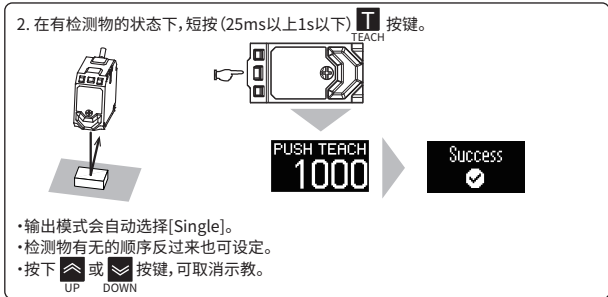 2. 在有检测物的状态下,短按(25ms以上1s以下) T 按键。
TEACH
PUSH TEACH
1000
Success
•输出模式会自动选择[Single]。
•检测物有无的顺序反过来也可设定。
•按下 或 按键,可取消示教。
UP DOWN